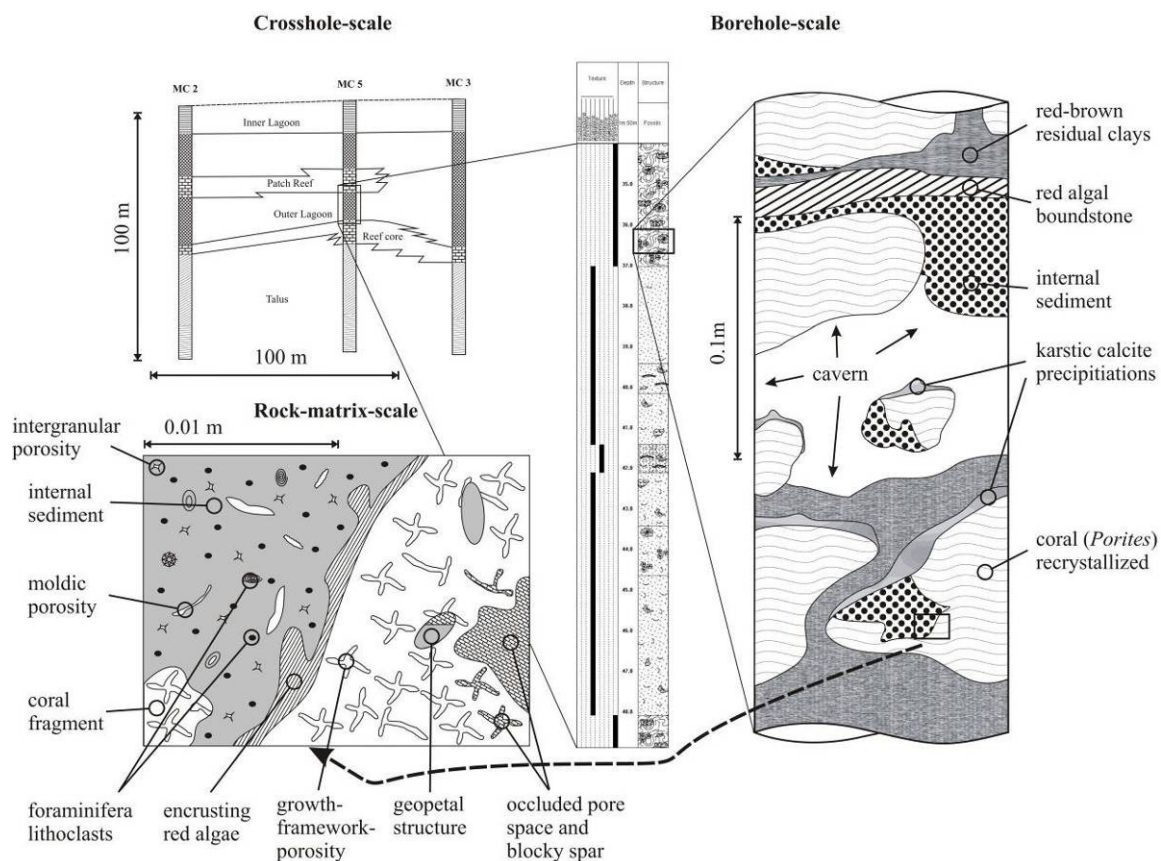 Crosshole-scale
Borehole-scale
MC 2
MC 5
MC 3
Inner Lagoon
Patch Reef
Outer Lagoon
Reef core
Talus
100 m
100 m
Texture
Depth
Structure
Fossils
35.0
36.0
37.0
38.0
39.0
40.0
41.0
42.0
43.0
44.0
45.0
46.0
47.0
48.0
0.1m
red-brown
residual clays
red algal
boundstone
internal
sediment
cavern
karstic calcite
precipitiations
coral (Porites)
recrystallized
Rock-matrix-scale
0.01 m
intergranular
porosity
internal
sediment
moldic
porosity
coral
fragment
foraminifera
lithoclasts
encrusting
red algae
growth-
framework-
porosity
geopetal
structure
occluded pore
space and
blocky spar